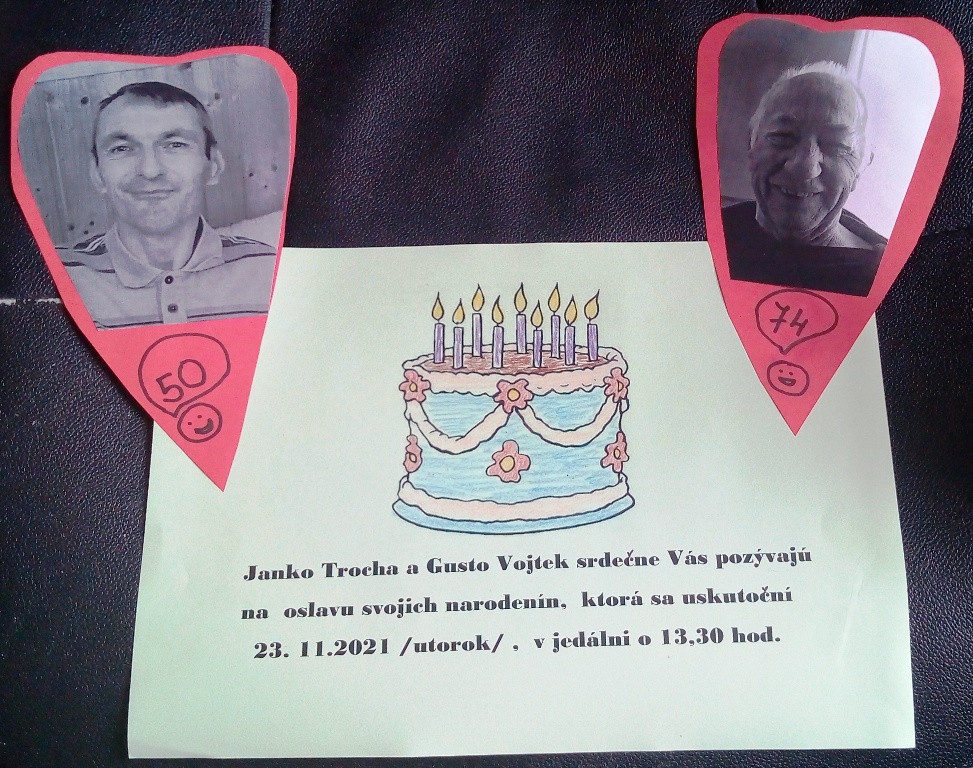 50
74
Janko Trocha a Gusto Vojtek srdečne Vás pozývajú
na oslavu svojich narodenín, ktorá sa uskutoční
23. 11.2021 /utorok/ , v jedálni o 13,30 hod.